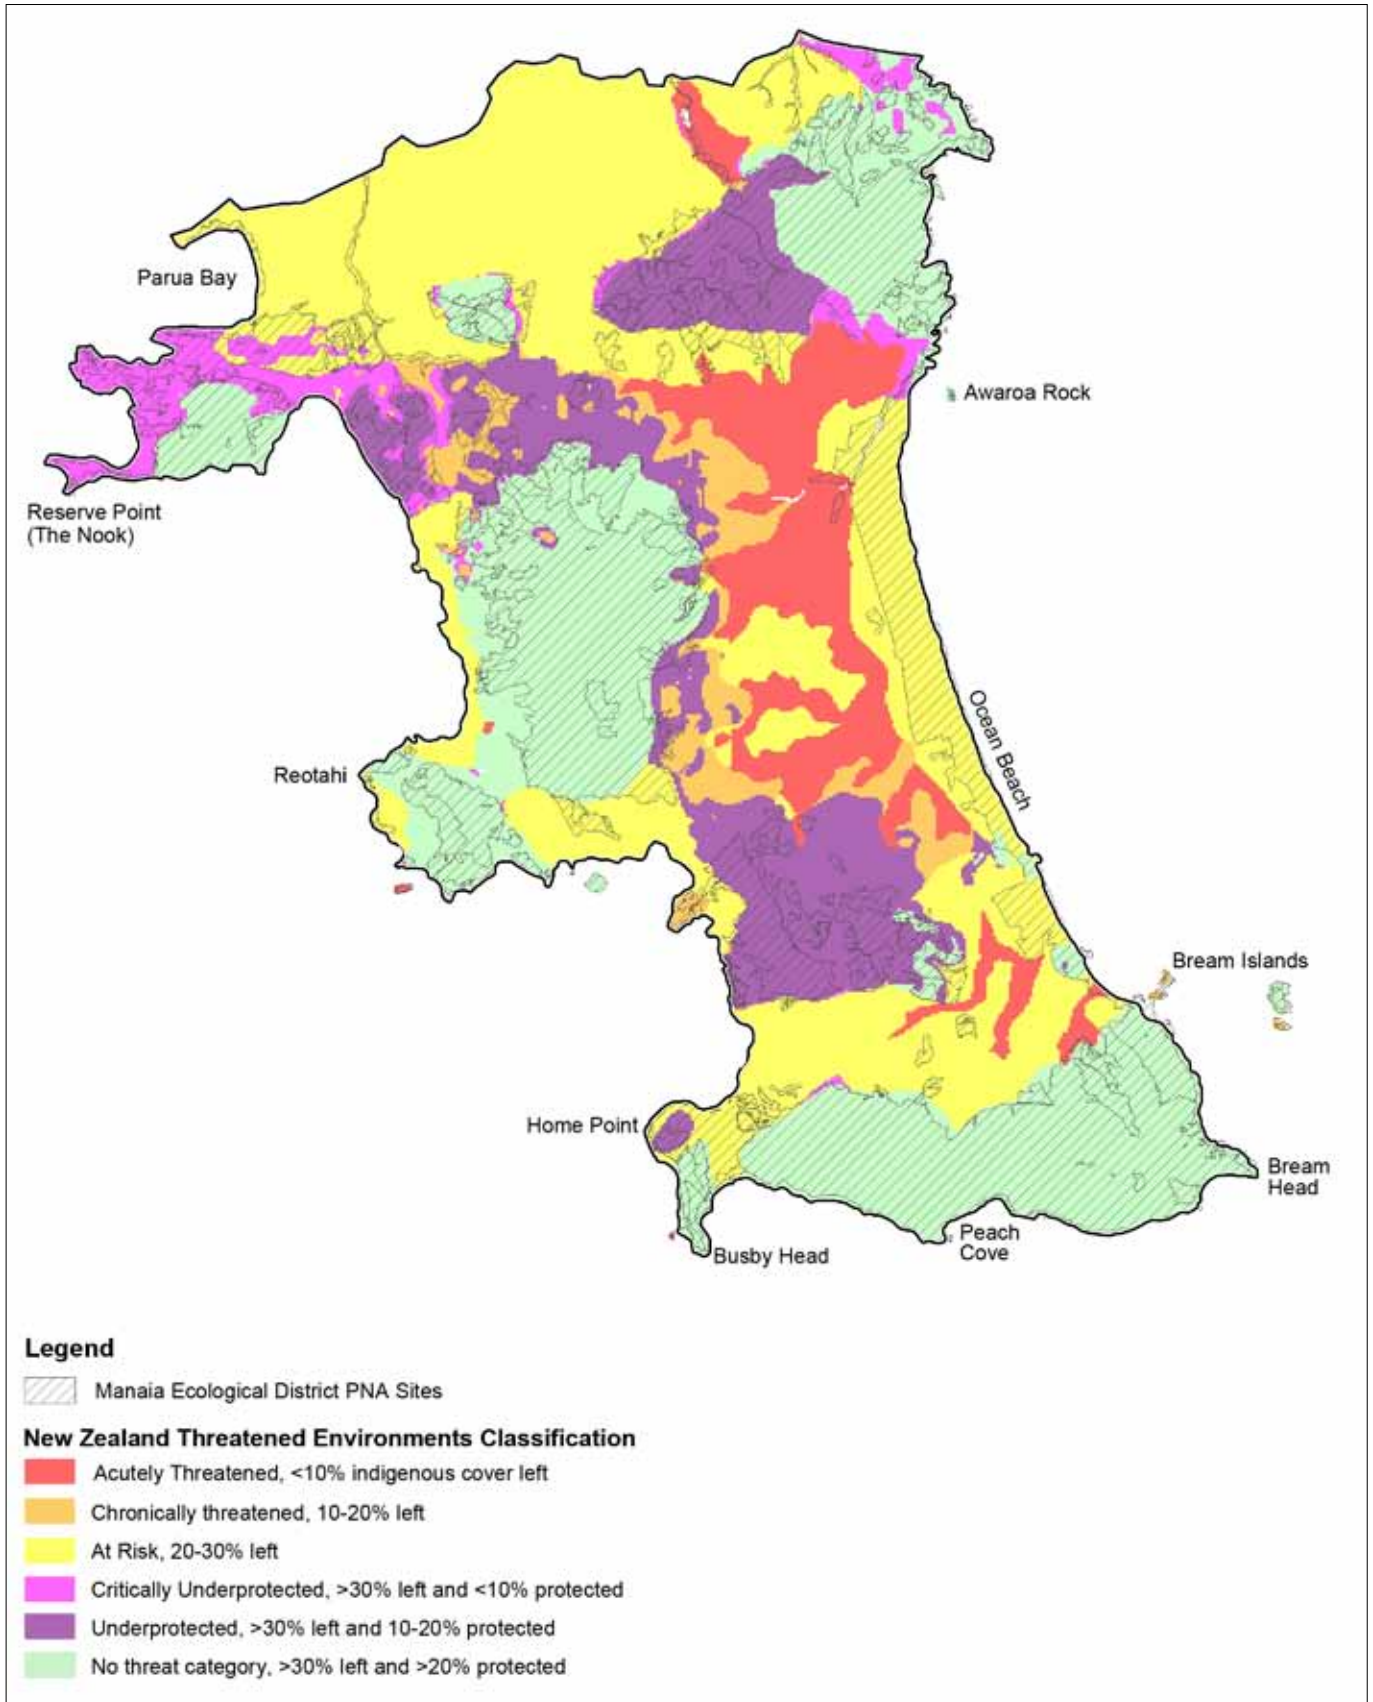 Parua Bay
Awaroa Rock
Reserve Point
(The Nook)
Ocean Beach
Reotahi
Bream Islands
Home Point
Bream
Head
Peach
Cove
Busby Head
Legend
Manaia Ecological District PNA Sites
New Zealand Threatened Environments Classification
Acutely Threatened, <10% indigenous cover left
Chronically threatened, 10-20% left
At Risk, 20-30% left
Critically Underprotected, >30% left and <10% protected
Underprotected, >30% left and 10-20% protected
No threat category, >30% left and >20% protected